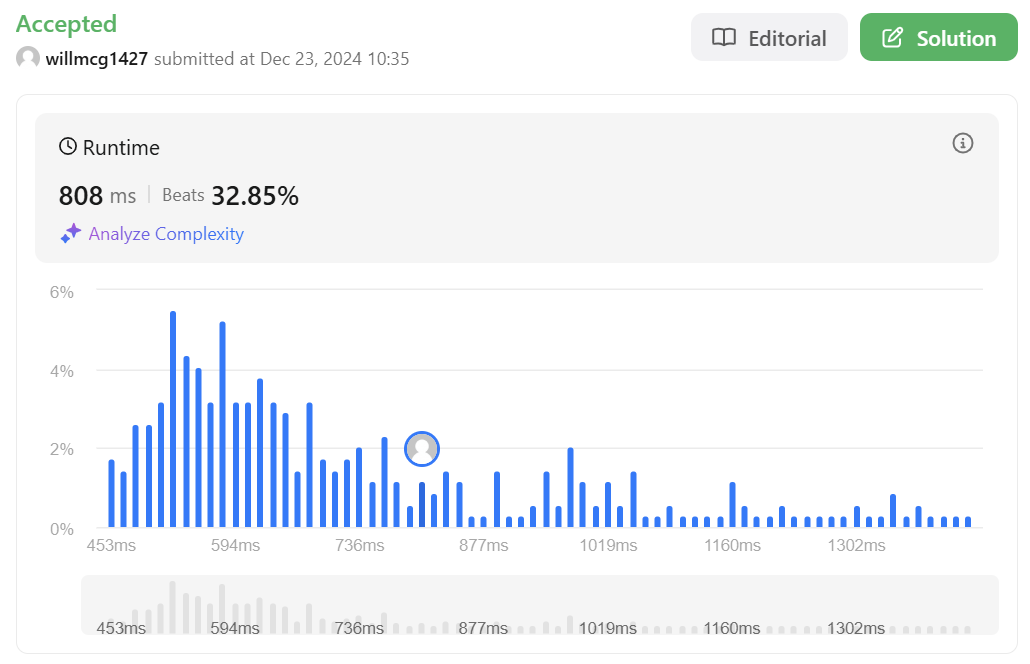 Accepted
Editorial
Solution
willmcg1427 submitted at Dec 23, 2024 10:35
Runtime
808 ms | Beats 32.85%
Analyze Complexity
6%
4%
2%
0%
453ms 594ms 736ms 877ms 1019ms 1160ms 1302ms
453ms 594ms 736ms 877ms 1019ms 1160ms 1302ms